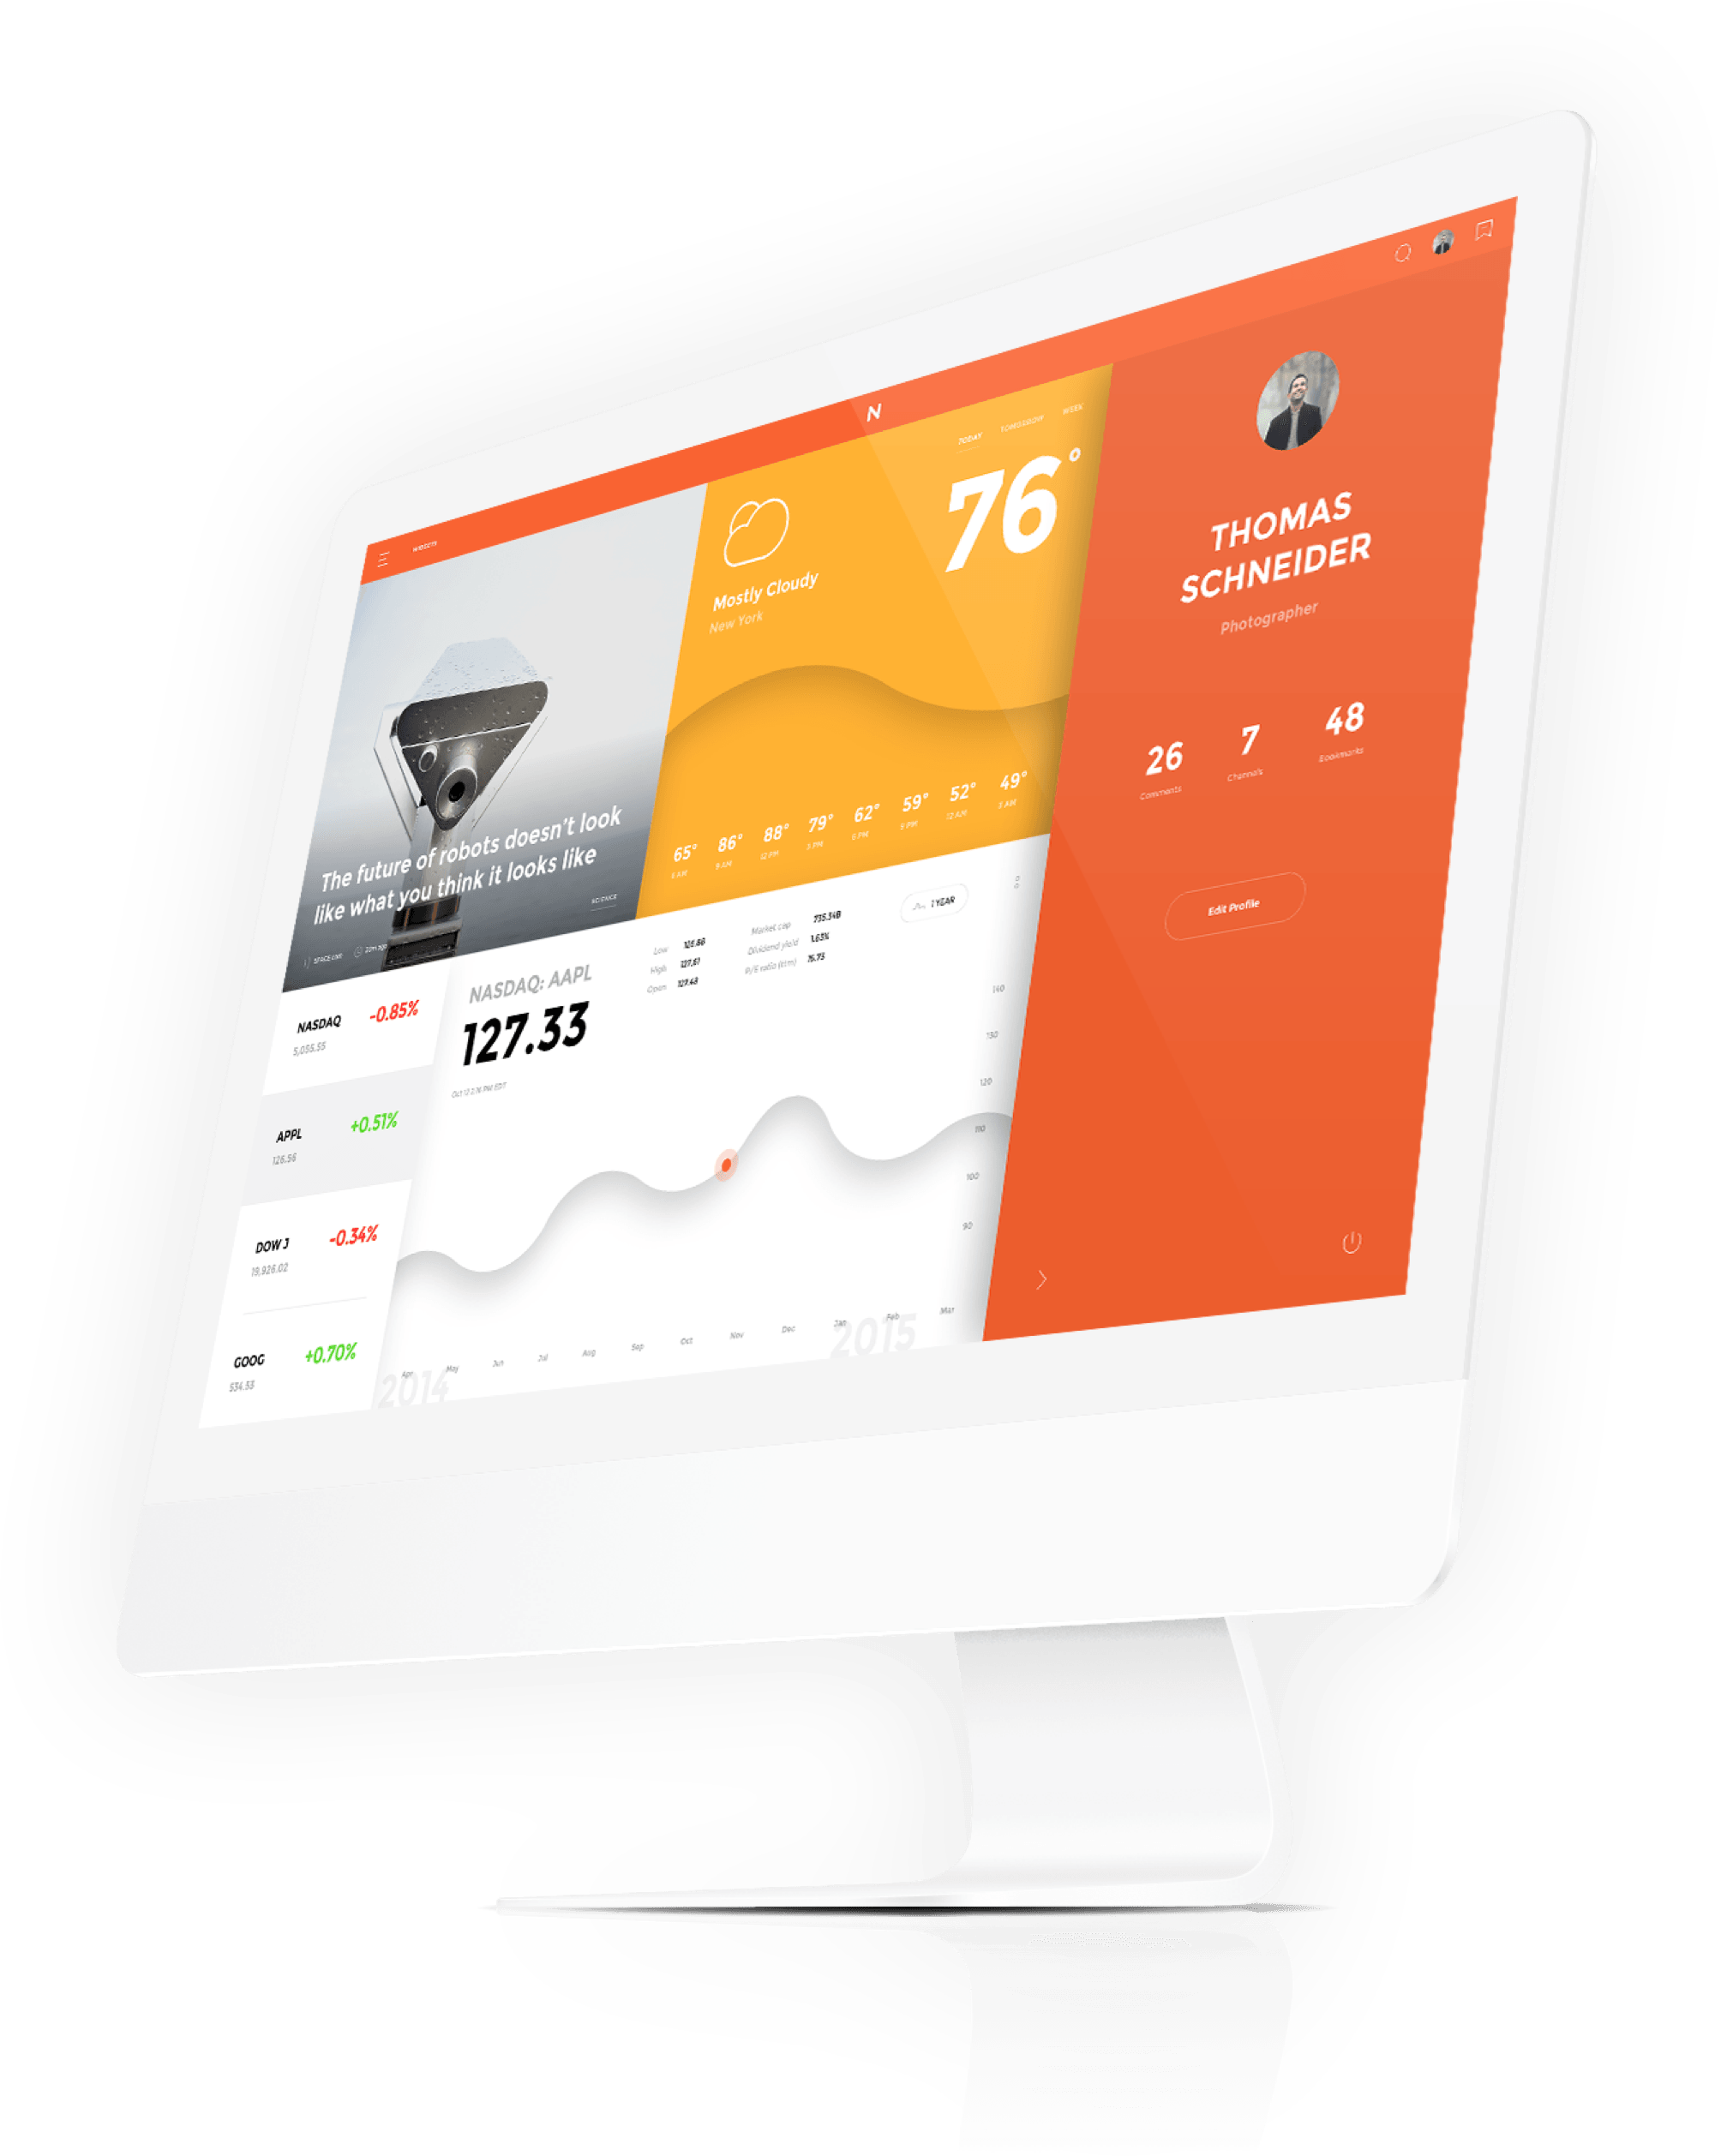 WIDGETS
N
The future of robots doesn't look
like what you think it looks like
SCIENCE
22m ago
TODAY
TOMORROW
WEEK
76°
Mostly Cloudy
New York
65°
86°
88°
79°
62°
59°
52°
49°
6 AM
9 AM
12 PM
3 PM
6 PM
9 PM
12 AM
3 AM
THOMAS
SCHNEIDER
Photographer
26
7
48
Comments
Channels
Bookmarks
Edit Profile
NASDAQ
-0.85%
5,055.55
APPL
+0.51%
126.56
DOW J
-0.34%
19,926.02
GOOG
+0.70%
534.53
NASDAQ: AAPL
127.33
Oct 12 2:16 PM EDT
Low 126.86
High 127.61
Open 127.43
Market cap 735.34B
Dividend yield 1.63%
P/E ratio (ttm) 15.73
1 YEAR
140
130
120
110
100
90
Apr
May
Jun
Jul
Aug
Sep
Oct
Nov
Dec
Jan
Feb
Mar
2014
2015